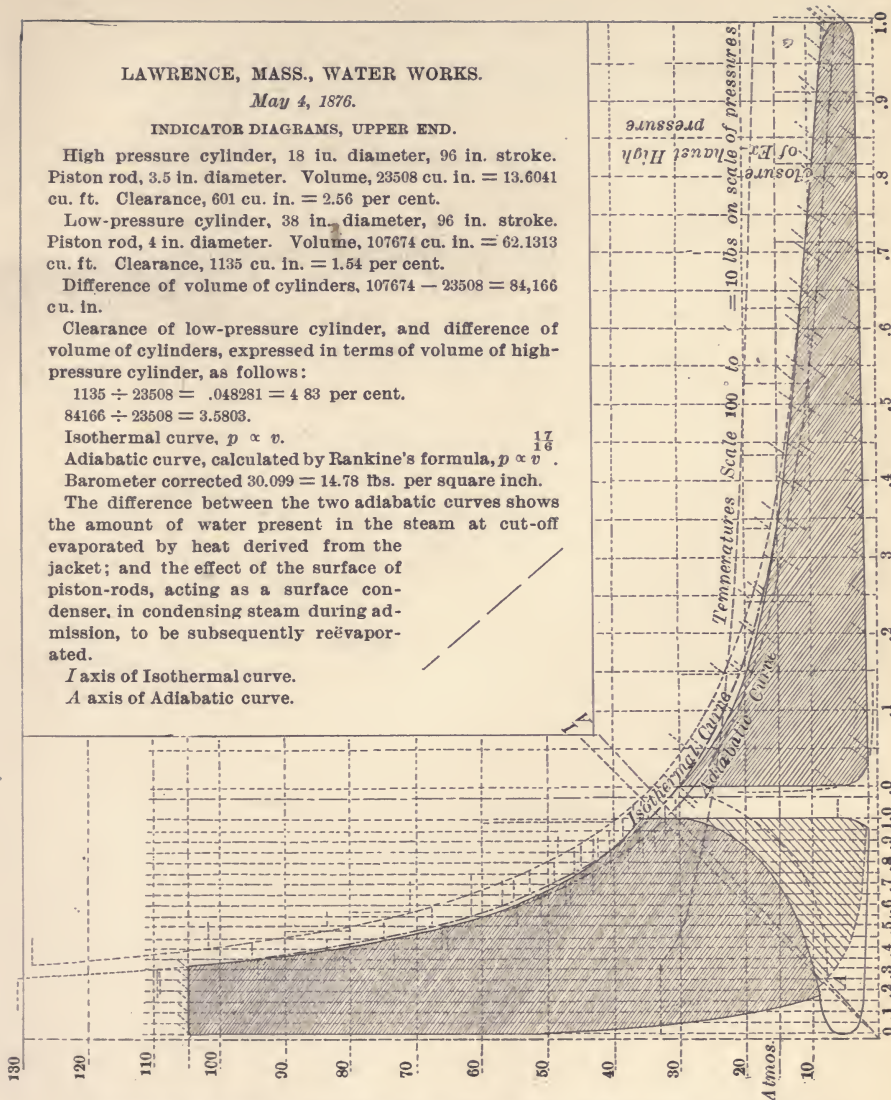 LAWRENCE, MASS., WATER WORKS.
May 4, 1876.
INDICATOR DIAGRAMS, UPPER END.
High pressure cylinder, 18 in. diameter, 96 in. stroke.
Piston rod, 3.5 in. diameter. Volume, 23508 cu. in. = 13.6041
cu. ft. Clearance, 601 cu. in. = 2.56 per cent.
Low-pressure cylinder, 38 in. diameter, 96 in. stroke.
Piston rod, 4 in. diameter. Volume, 107674 cu. in. = 62.1313
cu. ft. Clearance, 1135 cu. in. = 1.54 per cent.
Difference of volume of cylinders, 107674 — 23508 = 84,166
cu. in.
Clearance of low-pressure cylinder, and difference of
volume of cylinders, expressed in terms of volume of high-
pressure cylinder, as follows:
1135 ÷ 23508 = .048281 = 4 83 per cent.
84166 ÷ 23508 = 3.5803.
Isothermal curve, p ∝ v.
Adiabatic curve, calculated by Rankine's formula, p ∝ v 17/16 .
Barometer corrected 30.099 = 14.78 lbs. per square inch.
The difference between the two adiabatic curves shows
the amount of water present in the steam at cut-off
evaporated by heat derived from the
jacket; and the effect of the surface of
piston-rods, acting as a surface con-
denser, in condensing steam during ad-
mission, to be subsequently reëvapor-
ated.
I axis of Isothermal curve.
A axis of Adiabatic curve.
closure of Exhaust High pressure
Temperatures Scale 100° to = 10 lbs on scale of pressures
Isothermal Curve
Adiabatic Curve
I
A
1.0
.9
.8
.7
.6
.5
.4
.3
.2
.1
.0
1.0
.9
.8
.7
.6
.5
.4
.3
.2
.1
0
130
120
110
100
90
80
70
60
50
40
30
20
Atmos.
10